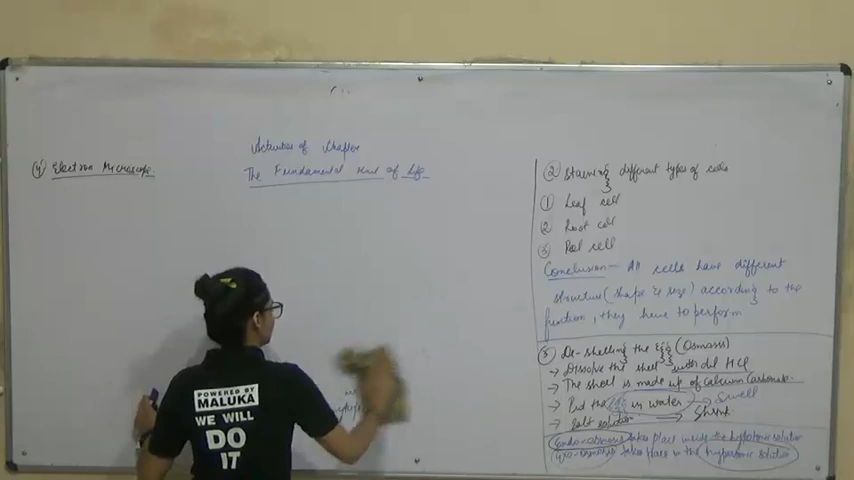 Activities of Chapter
The Fundamental unit of life
(4) Electron Microscope
② Staining different types of cells
① Leaf cell
② Root cell
③ Peel cell
Conclusion - All cells have different
structure (shape & size) according to the
function, they have to perform
③ De-shelling the Egg (Osmosis)
→ Dissolve the shell with dil HCl
→ The shell is made up of Calcium Carbonate.
→ Put the in water → Swell
→ Salt solution → Shrink
Endo-osmosis takes place inside the hypotonic solution
Exo-osmosis takes place in the hypertonic solution
POWERED BY
MALUKA
WE WILL
DO
IT